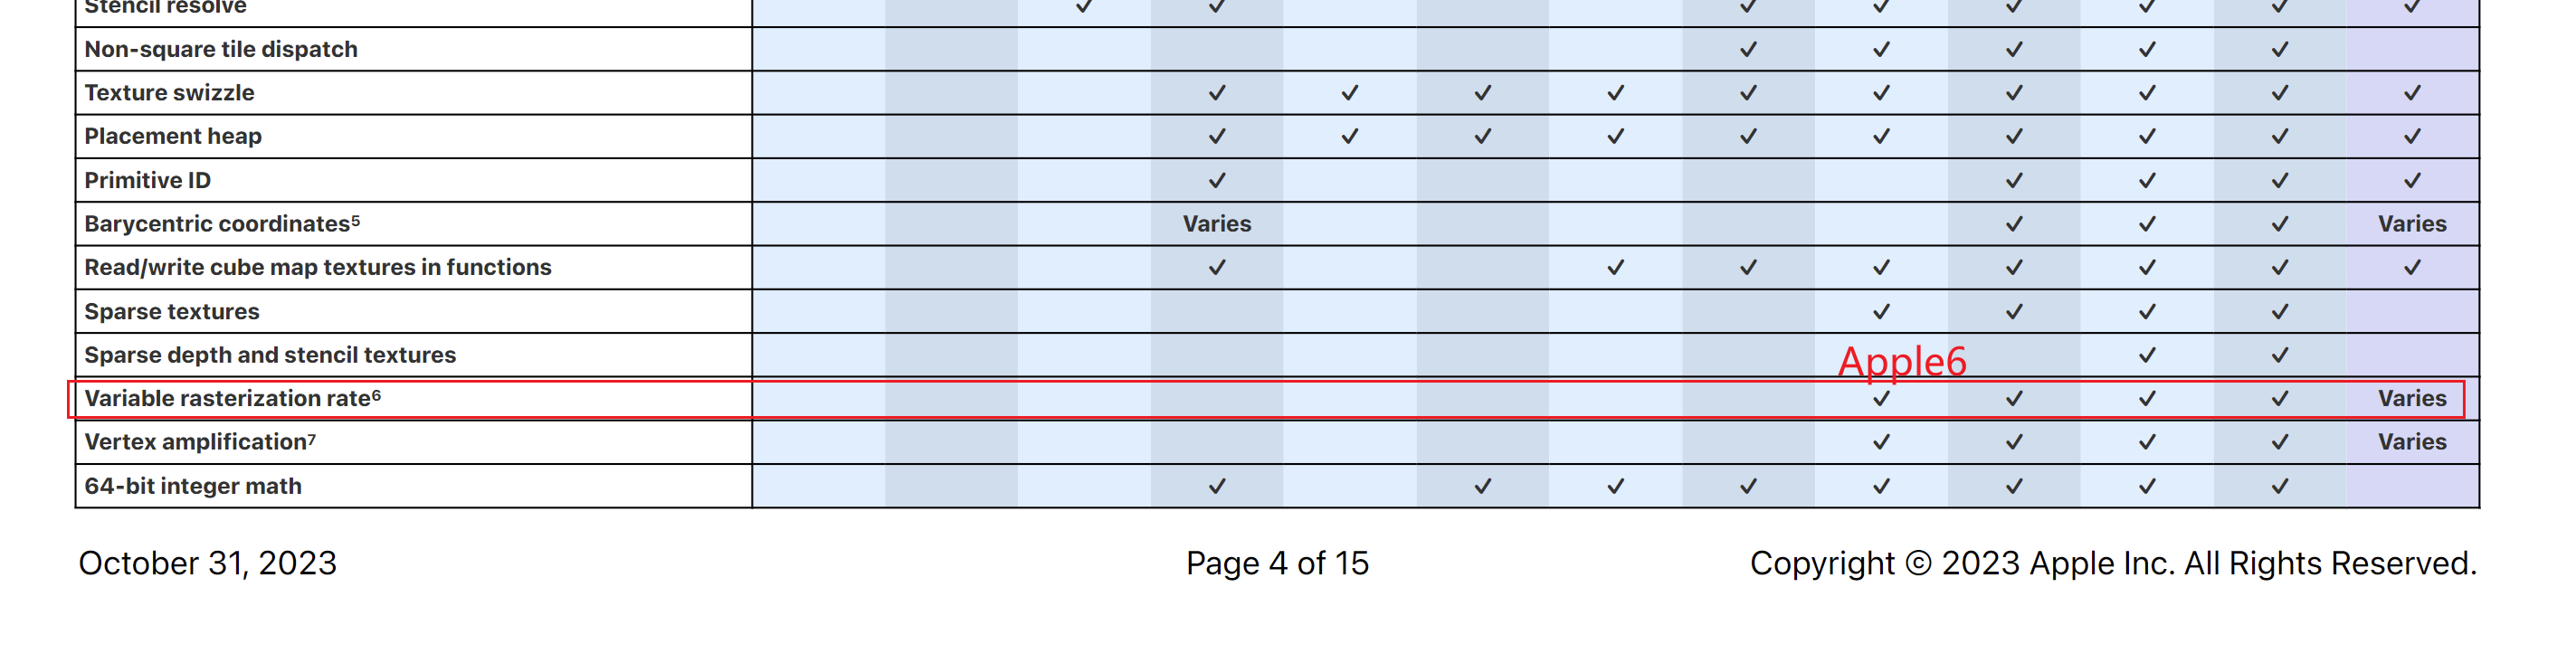 Stencil resolve ✓ ✓ ✓ ✓ ✓ ✓ ✓ ✓
Non-square tile dispatch ✓ ✓ ✓ ✓ ✓
Texture swizzle ✓ ✓ ✓ ✓ ✓ ✓ ✓ ✓ ✓ ✓
Placement heap ✓ ✓ ✓ ✓ ✓ ✓ ✓ ✓ ✓ ✓
Primitive ID ✓ ✓ ✓ ✓ ✓
Barycentric coordinates⁵ Varies ✓ ✓ ✓ Varies
Read/write cube map textures in functions ✓ ✓ ✓ ✓ ✓ ✓ ✓ ✓
Sparse textures ✓ ✓ ✓ ✓
Sparse depth and stencil textures ✓ ✓
Apple6
Variable rasterization rate⁶ ✓ ✓ ✓ ✓ Varies
Vertex amplification⁷ ✓ ✓ ✓ ✓ Varies
64-bit integer math ✓ ✓ ✓ ✓ ✓ ✓ ✓ ✓
October 31, 2023 Page 4 of 15 Copyright © 2023 Apple Inc. All Rights Reserved.